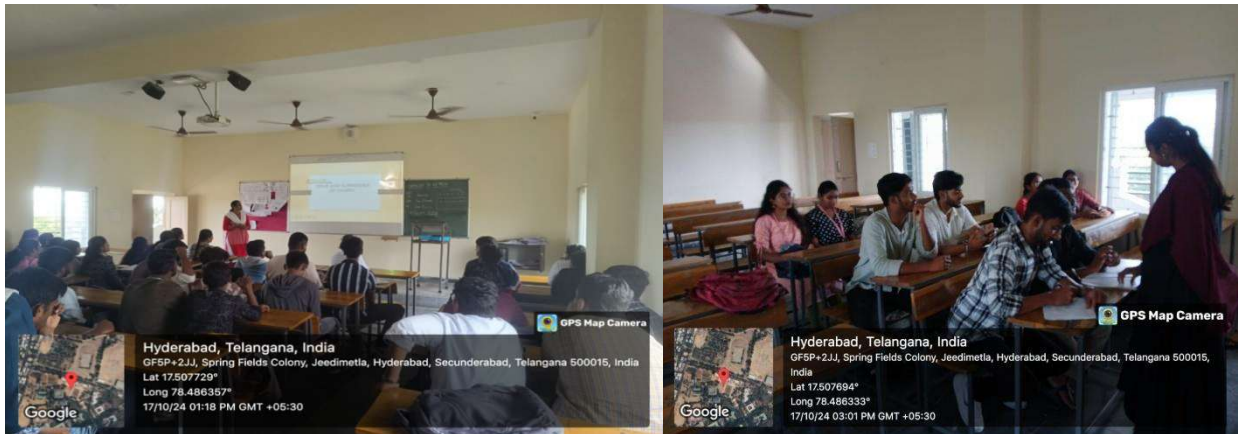 GPS Map Camera
Hyderabad, Telangana, India
GF5P+2JJ, Spring Fields Colony, Jeedimetla, Hyderabad, Secunderabad, Telangana 500015, India
Lat 17.507729°
Long 78.486357°
17/10/24 01:18 PM GMT +05:30
Google
GPS Map Camera
Hyderabad, Telangana, India
GF5P+2JJ, Spring Fields Colony, Jeedimetla, Hyderabad, Secunderabad, Telangana 500015,
India
Lat 17.507694°
Long 78.486333°
17/10/24 03:01 PM GMT +05:30
Google